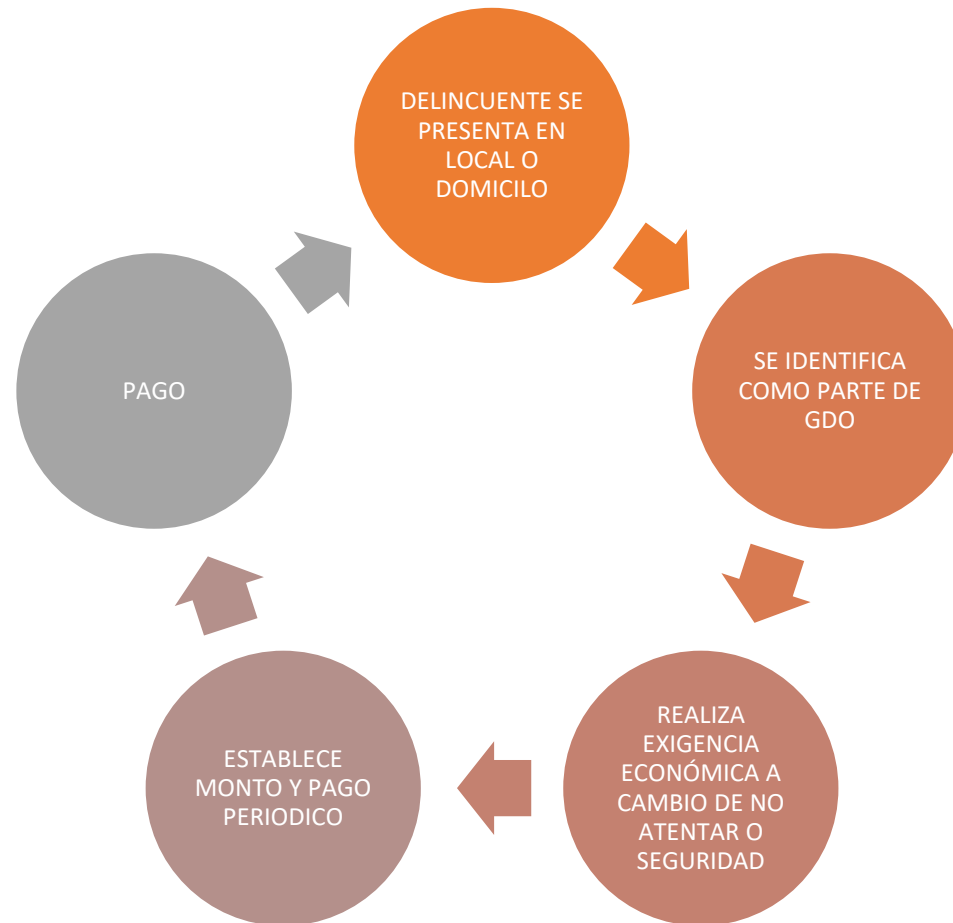 DELINCUENTE SE
PRESENTA EN
LOCAL O
DOMICILO
SE IDENTIFICA
COMO PARTE DE
GDO
REALIZA
EXIGENCIA
ECONÓMICA A
CAMBIO DE NO
ATENTAR O
SEGURIDAD
ESTABLECE
MONTO Y PAGO
PERIODICO
PAGO